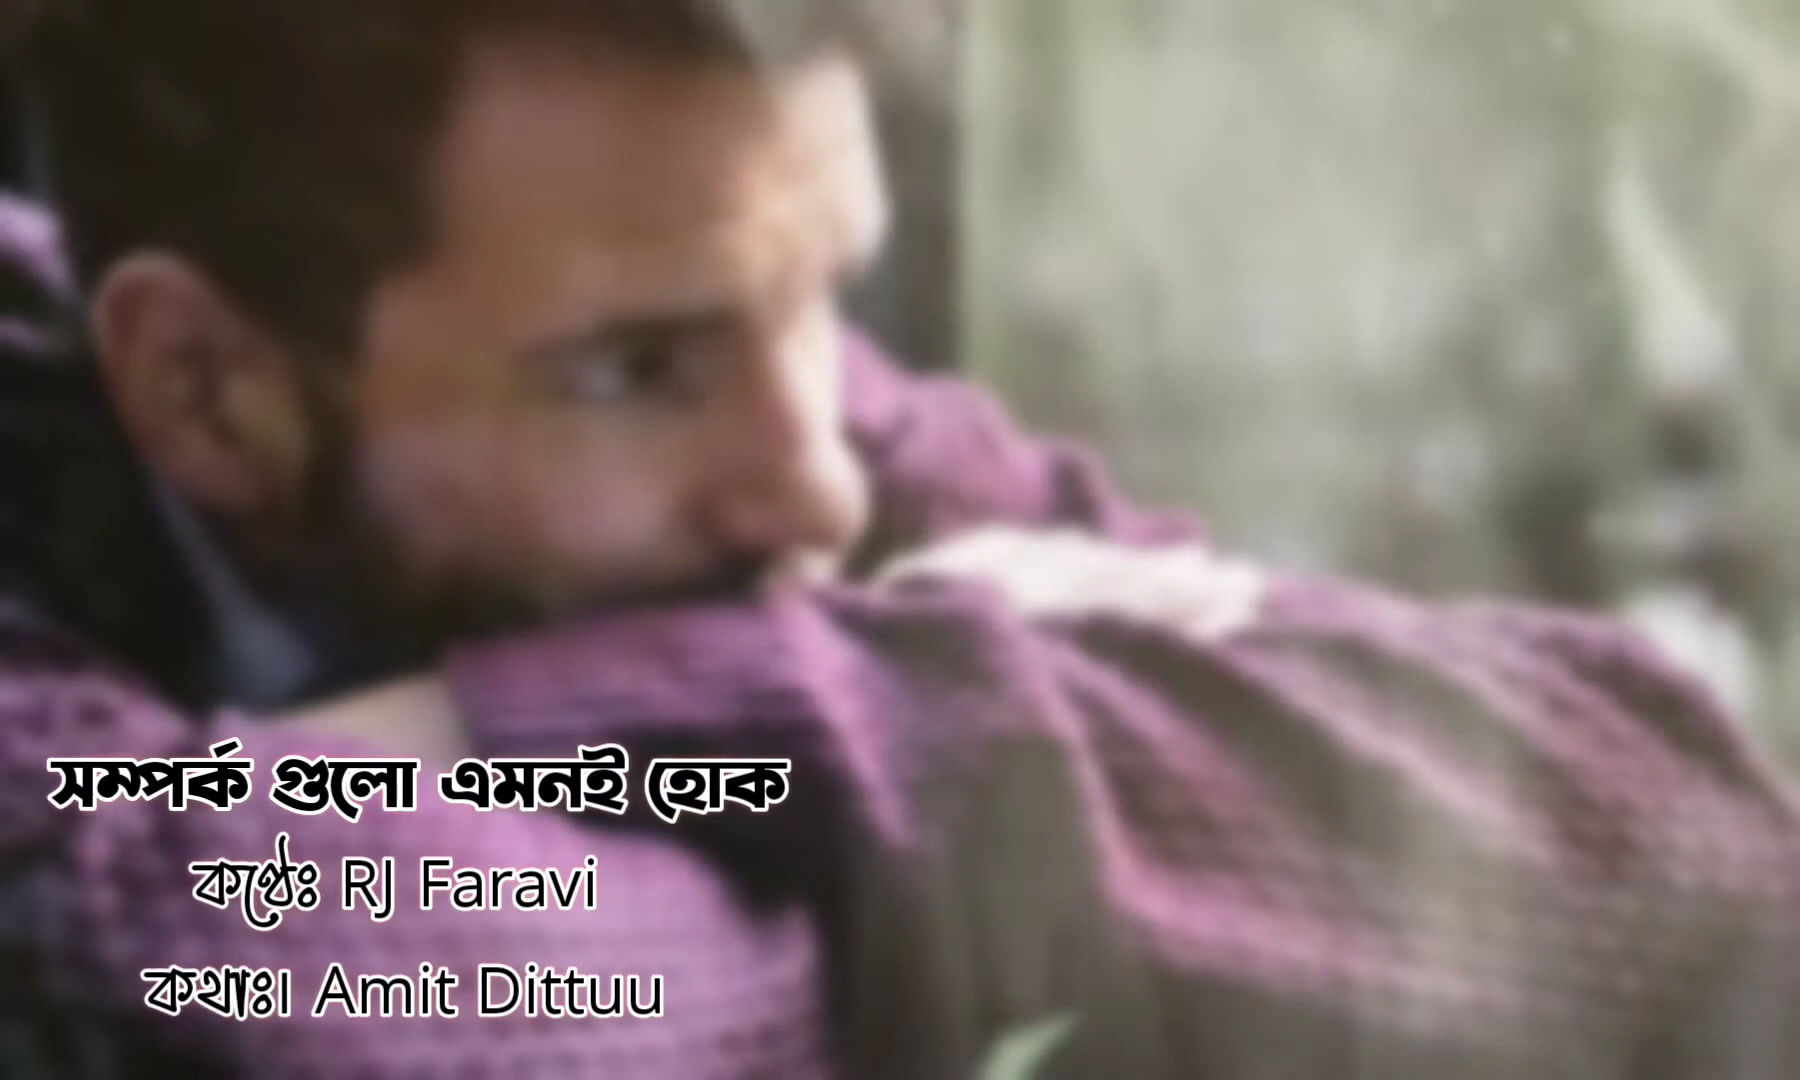 সম্পর্ক গুলো এমনই হোক
কণ্ঠেঃ RJ Faravi
কথাঃ। Amit Dittuu